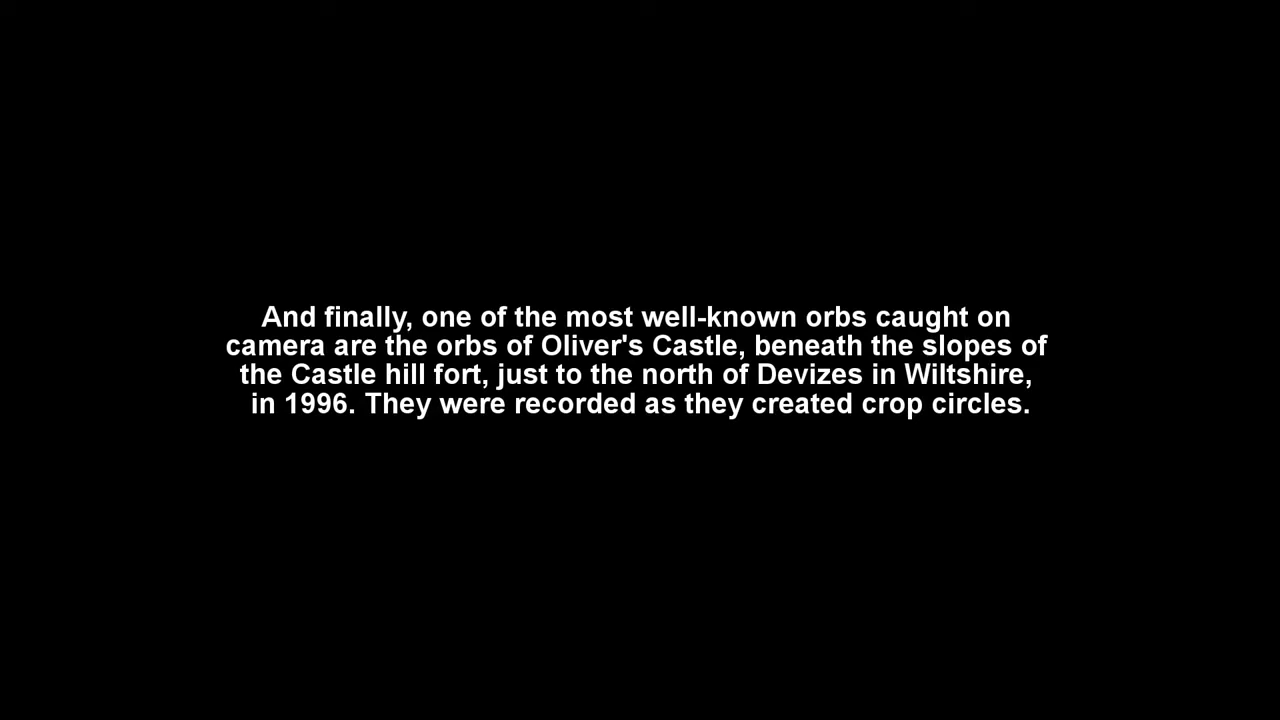 And finally, one of the most well-known orbs caught on
camera are the orbs of Oliver's Castle, beneath the slopes of
the Castle hill fort, just to the north of Devizes in Wiltshire,
in 1996. They were recorded as they created crop circles.